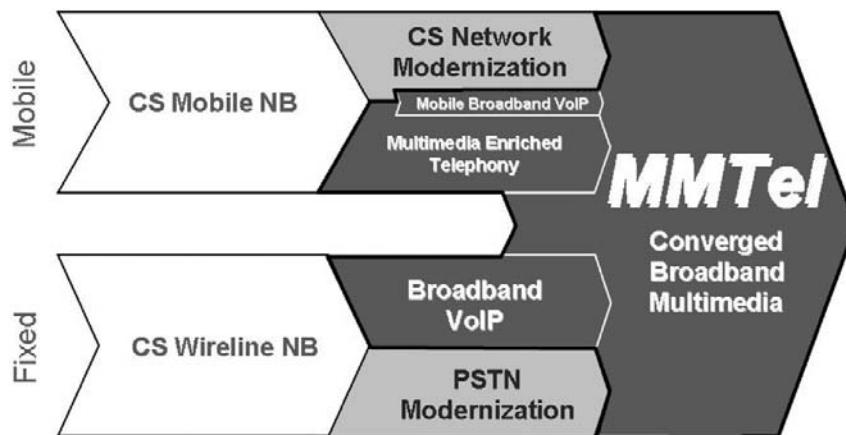 Mobile
CS Mobile NB
CS Network
Modernization
Mobile Broadband VoIP
Multimedia Enriched
Telephony
MMTel
Converged
Broadband
Multimedia
Fixed
CS Wireline NB
Broadband
VoIP
PSTN
Modernization